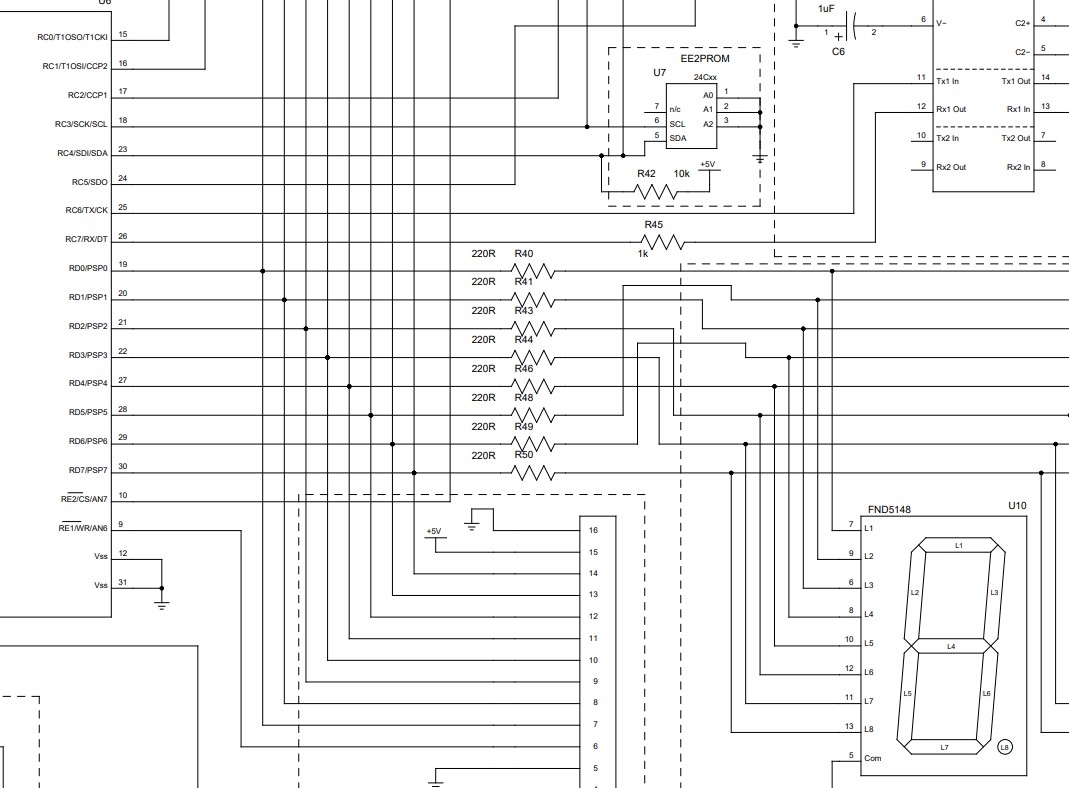 U6
RC0/T1OSO/T1CKI 15
RC1/T1OSI/CCP2 16
RC2/CCP1 17
RC3/SCK/SCL 18
RC4/SDI/SDA 23
RC5/SDO 24
RC6/TX/CK 25
RC7/RX/DT 26
RD0/PSP0 19
RD1/PSP1 20
RD2/PSP2 21
RD3/PSP3 22
RD4/PSP4 27
RD5/PSP5 28
RD6/PSP6 29
RD7/PSP7 30
RE2/CS/AN7 10
RE1/WR/AN6 9
Vss 12
Vss 31
EE2PROM
U7
24Cxx
A0 1
7 n/c A1 2
6 SCL A2 3
5 SDA
R42 10k +5V
R45
1k
220R R40
220R R41
220R R43
220R R44
220R R46
220R R48
220R R49
220R R50
1uF
1 + 2
C6
6 V− C2+ 4
C2− 5
11 Tx1 In Tx1 Out 14
12 Rx1 Out Rx1 In 13
10 Tx2 In Tx2 Out 7
9 Rx2 Out Rx2 In 8
+5V
16
15
14
13
12
11
10
9
8
7
6
5
FND5148 U10
7 L1
9 L2
6 L3
8 L4
10 L5
12 L6
11 L7
13 L8
5 Com
L1
L2 L3
L4
L5 L6
L7 L8